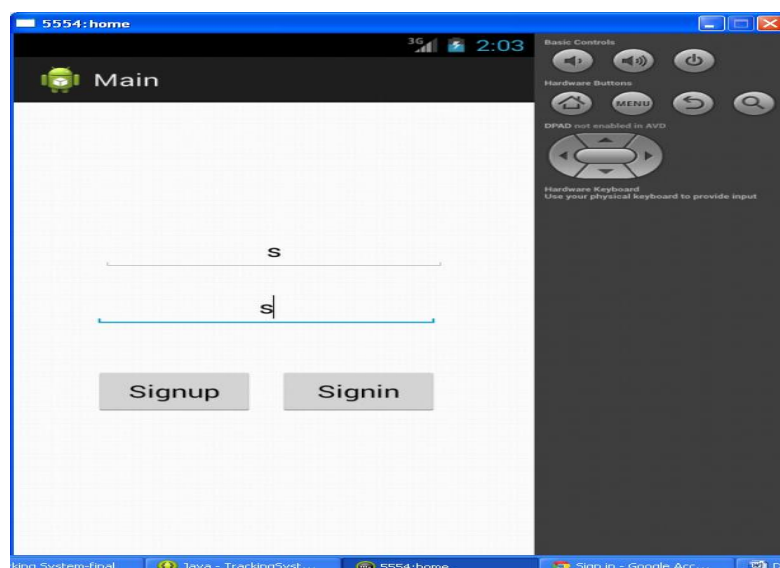 5554:home
3G 2:03
Main
s
s
Signup Signin
Basic Controls
Hardware Buttons
MENU
DPAD not enabled in AVD
Hardware Keyboard
Use your physical keyboard to provide input
king System-final Java - TrackingSyst... 5554:home Sign in - Google Acc...